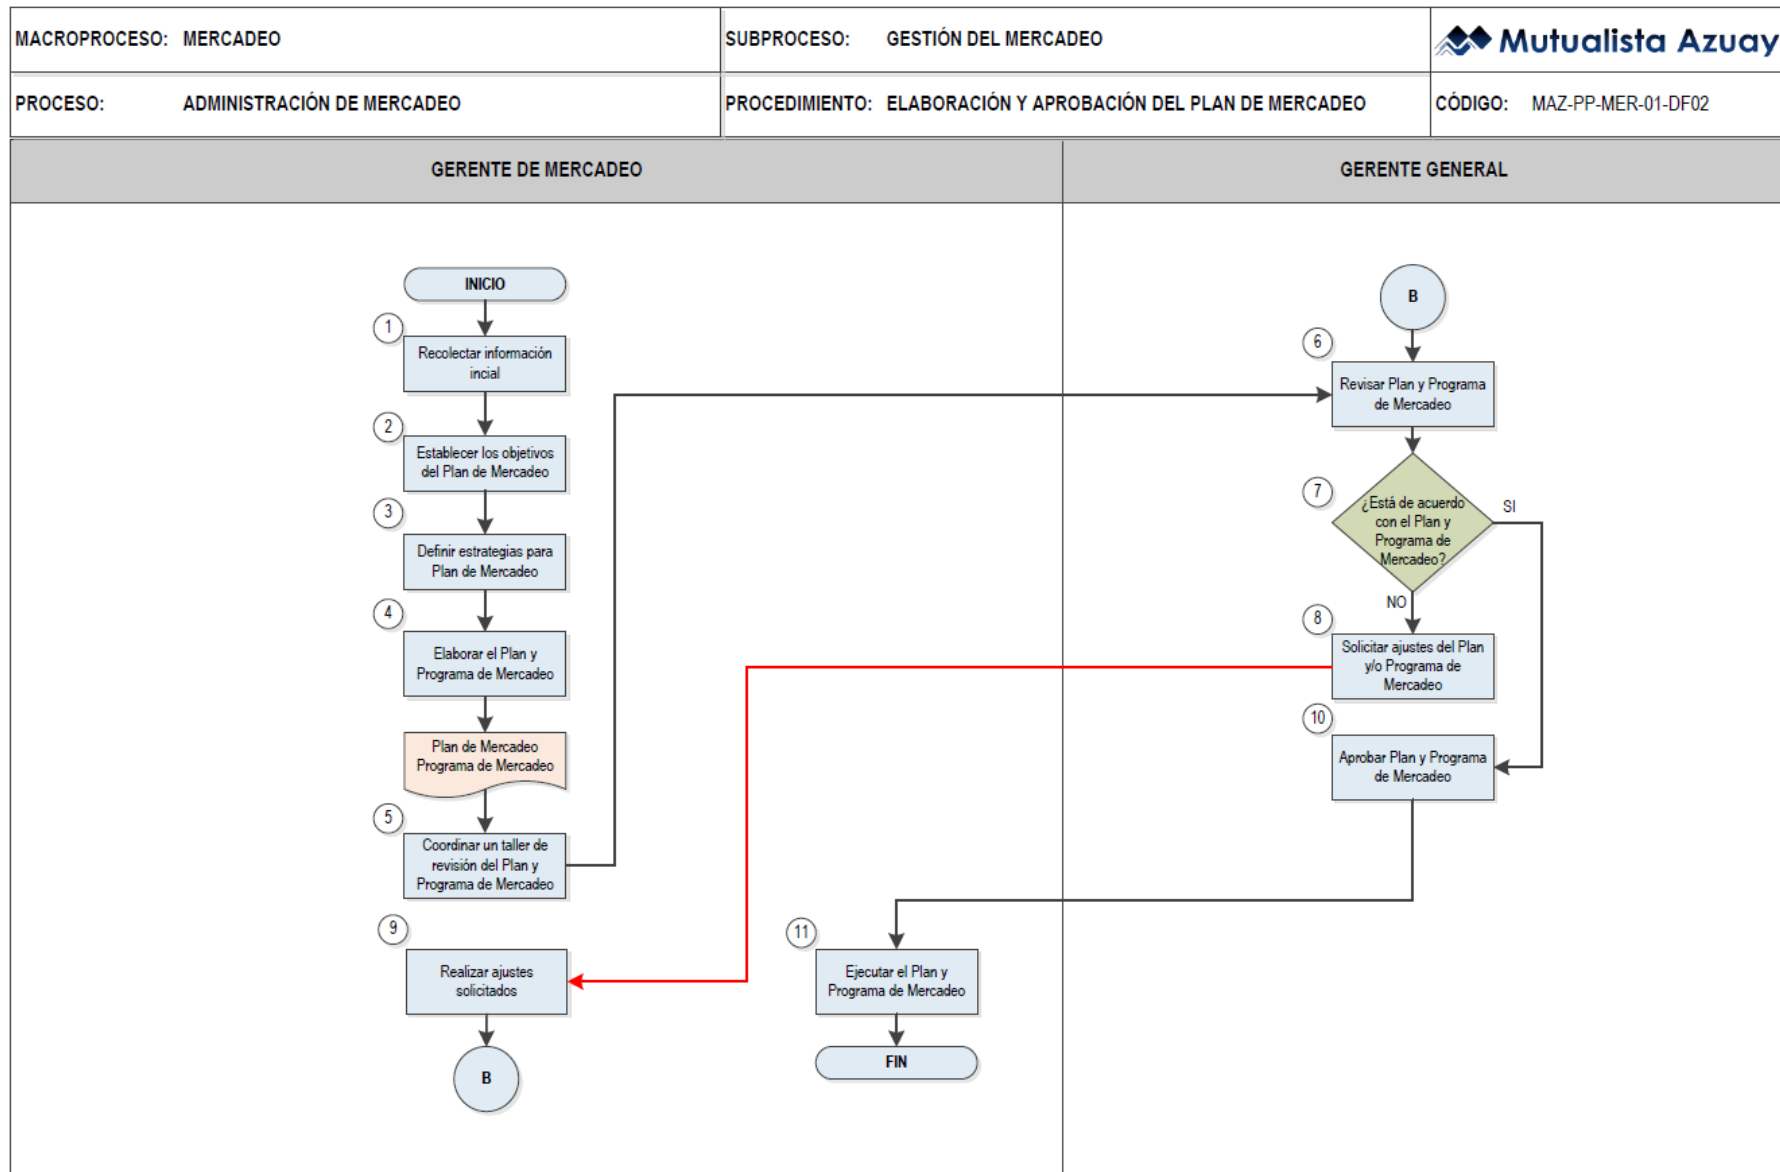 MACROPROCESO: MERCADEO
SUBPROCESO: GESTIÓN DEL MERCADEO
Mutualista Azuay
PROCESO: ADMINISTRACIÓN DE MERCADEO
PROCEDIMIENTO: ELABORACIÓN Y APROBACIÓN DEL PLAN DE MERCADEO
CÓDIGO: MAZ-PP-MER-01-DF02
GERENTE DE MERCADEO
GERENTE GENERAL
INICIO
1
Recolectar información
incial
2
Establecer los objetivos
del Plan de Mercadeo
3
Definir estrategias para
Plan de Mercadeo
4
Elaborar el Plan y
Programa de Mercadeo
Plan de Mercadeo
Programa de Mercadeo
5
Coordinar un taller de
revisión del Plan y
Programa de Mercadeo
9
Realizar ajustes
solicitados
B
11
Ejecutar el Plan y
Programa de Mercadeo
FIN
B
6
Revisar Plan y Programa
de Mercadeo
7
¿Está de acuerdo
con el Plan y
Programa de
Mercadeo?
SI
NO
8
Solicitar ajustes del Plan
y/o Programa de
Mercadeo
10
Aprobar Plan y Programa
de Mercadeo